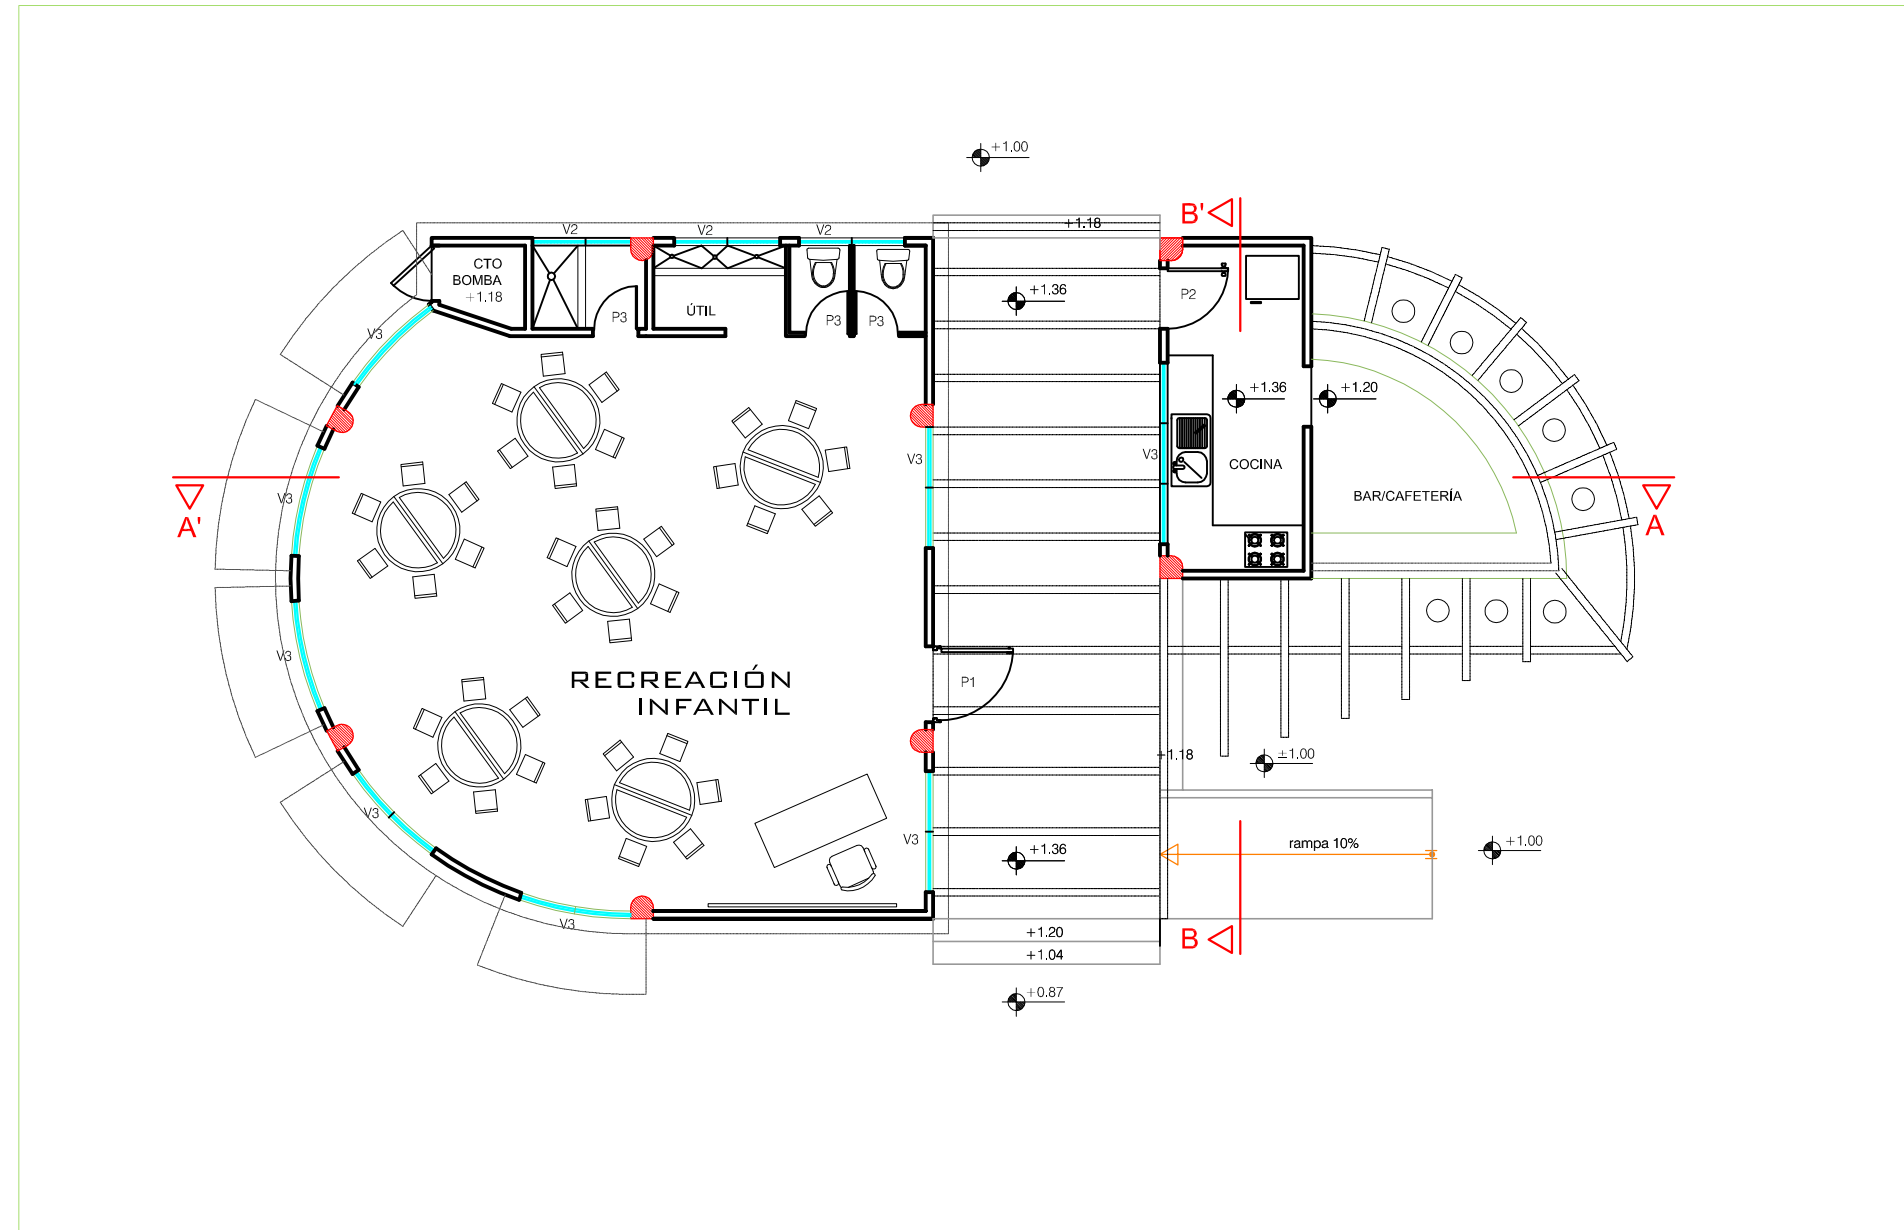 +1.00
B'
+1.18
V2
V2
V2
CTO
BOMBA
+1.18
+1.36
P2
ÚTIL
P3
P3
P3
V3
+1.36
+1.20
V3
V3
COCINA
BAR/CAFETERÍA
A'
V3
A
V3
RECREACIÓN
INFANTIL
P1
+1.18
±1.00
V3
V3
+1.36
rampa 10%
+1.00
V3
+1.20
B
+1.04
+0.87